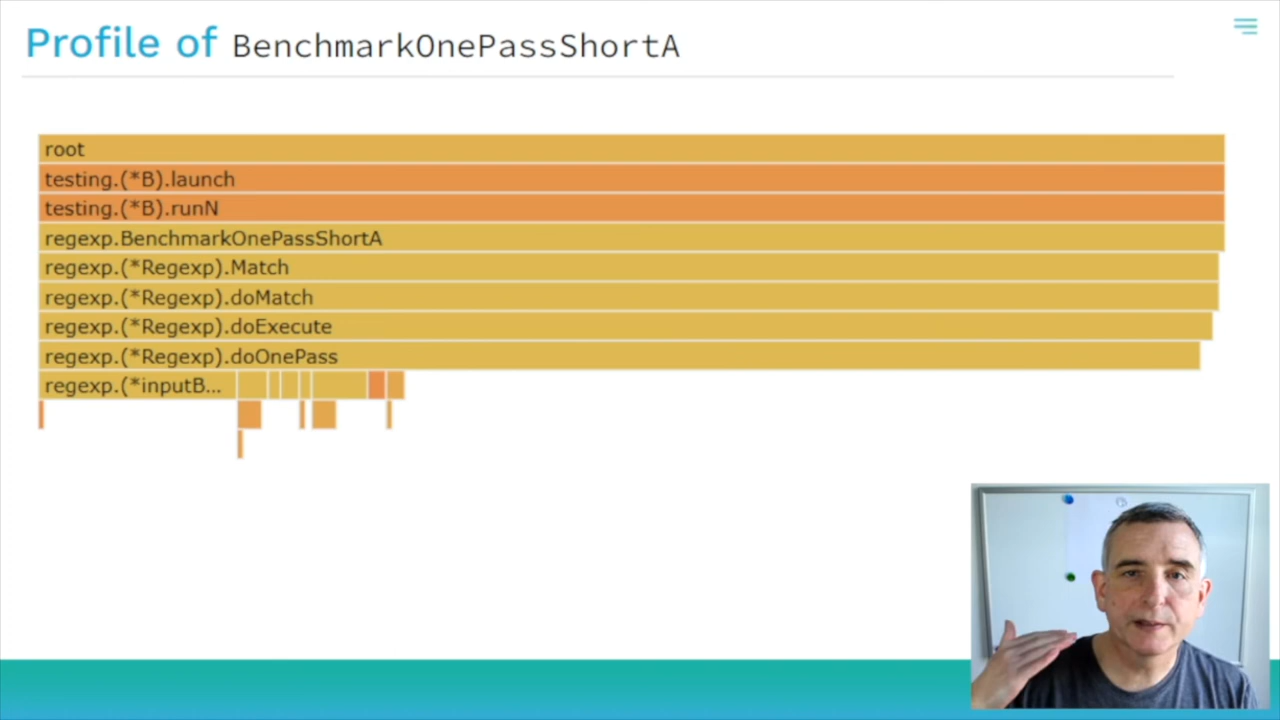 Profile of BenchmarkOnePassShortA
root
testing.(*B).launch
testing.(*B).runN
regexp.BenchmarkOnePassShortA
regexp.(*Regexp).Match
regexp.(*Regexp).doMatch
regexp.(*Regexp).doExecute
regexp.(*Regexp).doOnePass
regexp.(*inputB...